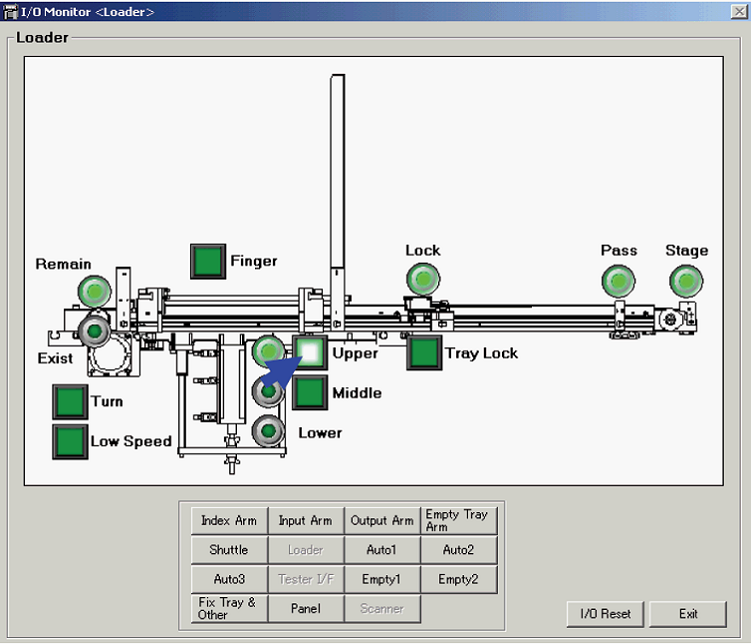 I/O Monitor <Loader>
Loader
Remain
Finger
Lock
Pass
Stage
Exist
Upper
Tray Lock
Turn
Middle
Low Speed
Lower
Index Arm
Input Arm
Output Arm
Empty Tray
Arm
Shuttle
Loader
Auto1
Auto2
Auto3
Tester I/F
Empty1
Empty2
Fix Tray &
Other
Panel
Scanner
I/O Reset
Exit